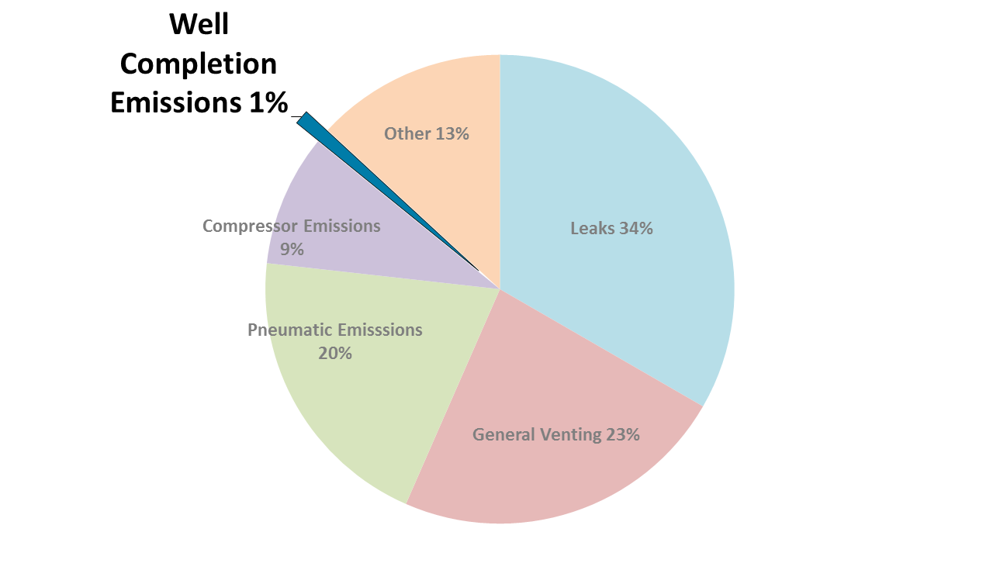 Well
Completion
Emissions 1%
Other 13%
Leaks 34%
Compressor Emissions
9%
Pneumatic Emisssions
20%
General Venting 23%